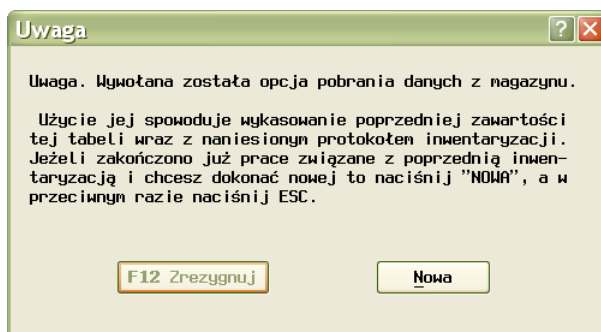 Uwaga
Uwaga. Wywołana została opcja pobrania danych z magazynu.
Użycie jej spowoduje wykasowanie poprzedniej zawartości
tej tabeli wraz z naniesionym protokołem inwentaryzacji.
Jeżeli zakończono już prace związane z poprzednią inwen-
taryzacją i chcesz dokonać nowej to naciśnij "NOWA", a w
przeciwnym razie naciśnij ESC.
F12 Zrezygnuj
Nowa